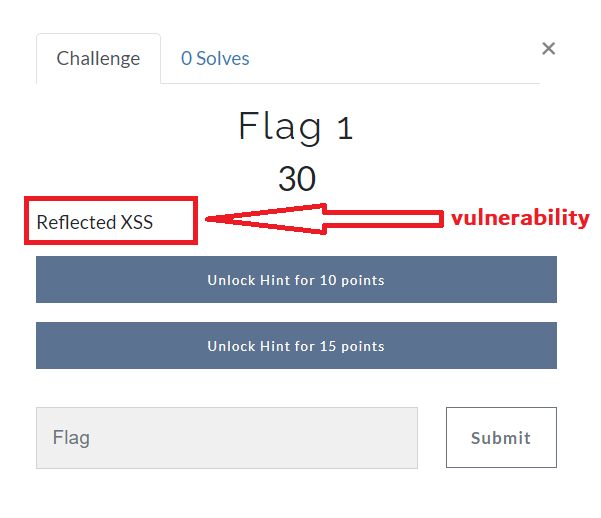 Challenge
0 Solves
×
Flag 1
30
Reflected XSS
vulnerability
Unlock Hint for 10 points
Unlock Hint for 15 points
Flag
Submit